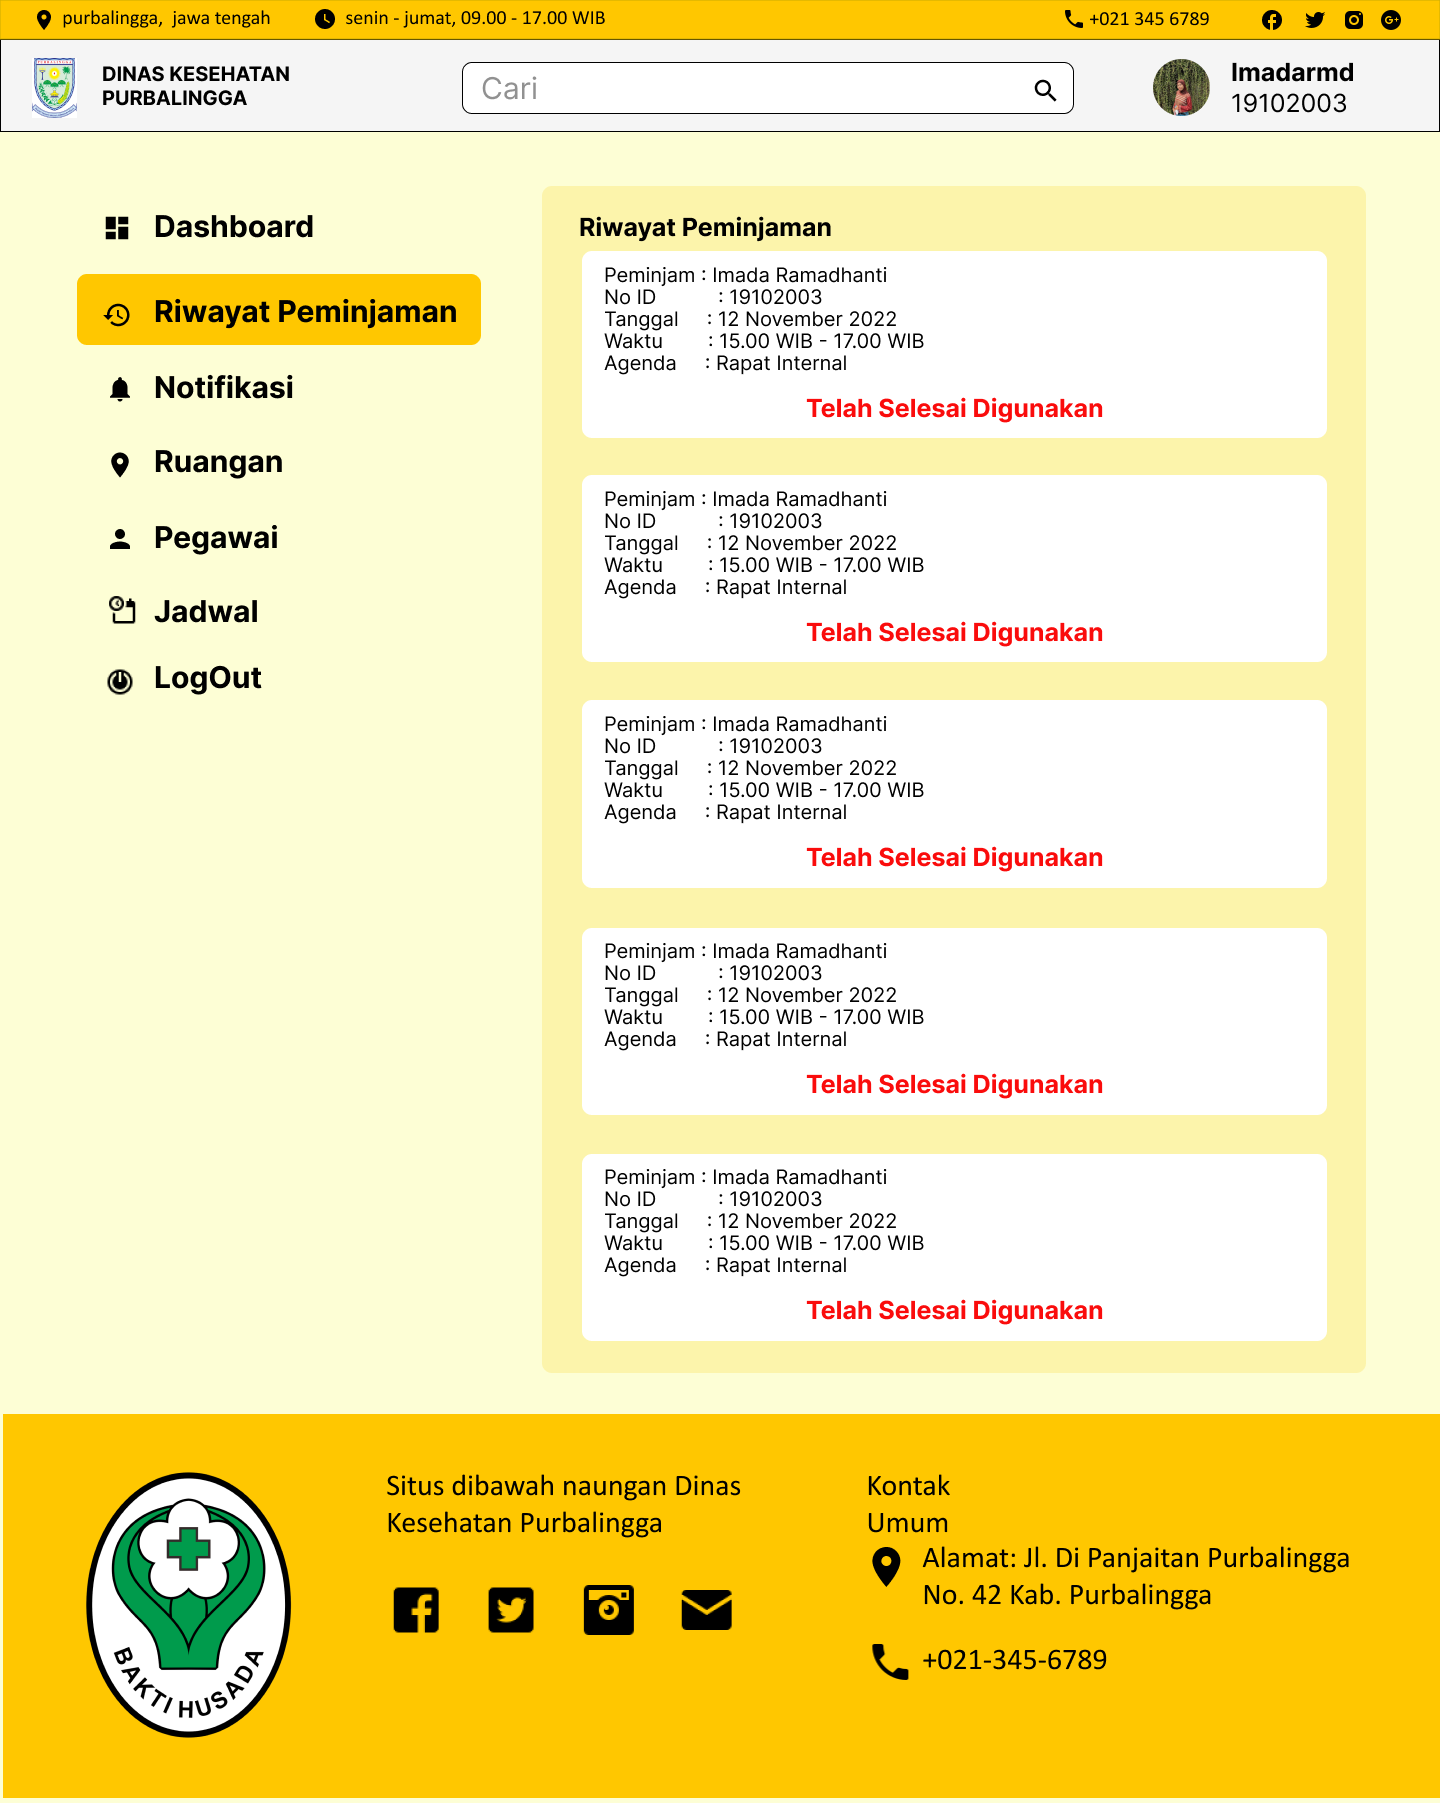 purbalingga, jawa tengah
senin - jumat, 09.00 - 17.00 WIB
+021 345 6789
DINAS KESEHATAN
PURBALINGGA
Cari
Imadarmd
19102003
Dashboard
Riwayat Peminjaman
Notifikasi
Ruangan
Pegawai
Jadwal
LogOut
Riwayat Peminjaman
Peminjam : Imada Ramadhanti
No ID : 19102003
Tanggal : 12 November 2022
Waktu : 15.00 WIB - 17.00 WIB
Agenda : Rapat Internal
Telah Selesai Digunakan
Peminjam : Imada Ramadhanti
No ID : 19102003
Tanggal : 12 November 2022
Waktu : 15.00 WIB - 17.00 WIB
Agenda : Rapat Internal
Telah Selesai Digunakan
Peminjam : Imada Ramadhanti
No ID : 19102003
Tanggal : 12 November 2022
Waktu : 15.00 WIB - 17.00 WIB
Agenda : Rapat Internal
Telah Selesai Digunakan
Peminjam : Imada Ramadhanti
No ID : 19102003
Tanggal : 12 November 2022
Waktu : 15.00 WIB - 17.00 WIB
Agenda : Rapat Internal
Telah Selesai Digunakan
Peminjam : Imada Ramadhanti
No ID : 19102003
Tanggal : 12 November 2022
Waktu : 15.00 WIB - 17.00 WIB
Agenda : Rapat Internal
Telah Selesai Digunakan
BAKTI HUSADA
Situs dibawah naungan Dinas
Kesehatan Purbalingga
Kontak
Umum
Alamat: Jl. Di Panjaitan Purbalingga
No. 42 Kab. Purbalingga
+021-345-6789